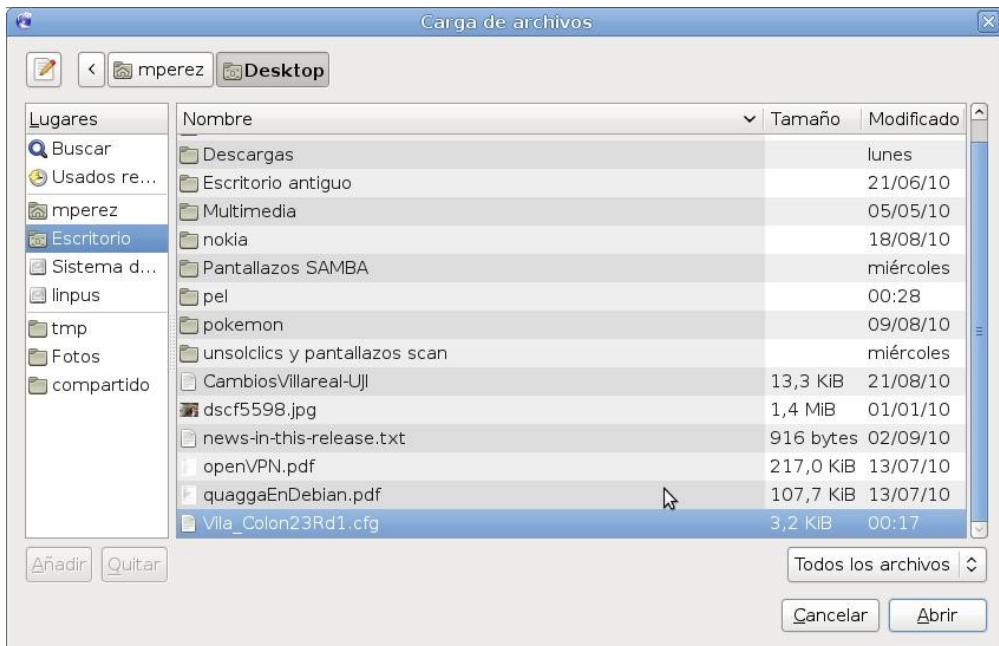 Carga de archivos
mperez Desktop
Lugares
Buscar
Usados re...
mperez
Escritorio
Sistema d...
linpus
tmp
Fotos
compartido
Nombre Tamaño Modificado
Descargas lunes
Escritorio antiguo 21/06/10
Multimedia 05/05/10
nokia 18/08/10
Pantallazos SAMBA miércoles
pel 00:28
pokemon 09/08/10
unsolclics y pantallazos scan miércoles
CambiosVillareal-UJI 13,3 KiB 21/08/10
dscf5598.jpg 1,4 MiB 01/01/10
news-in-this-release.txt 916 bytes 02/09/10
openVPN.pdf 217,0 KiB 13/07/10
quaggaEnDebian.pdf 107,7 KiB 13/07/10
Vila_Colon23Rd1.cfg 3,2 KiB 00:17
Añadir Quitar
Todos los archivos
Cancelar Abrir